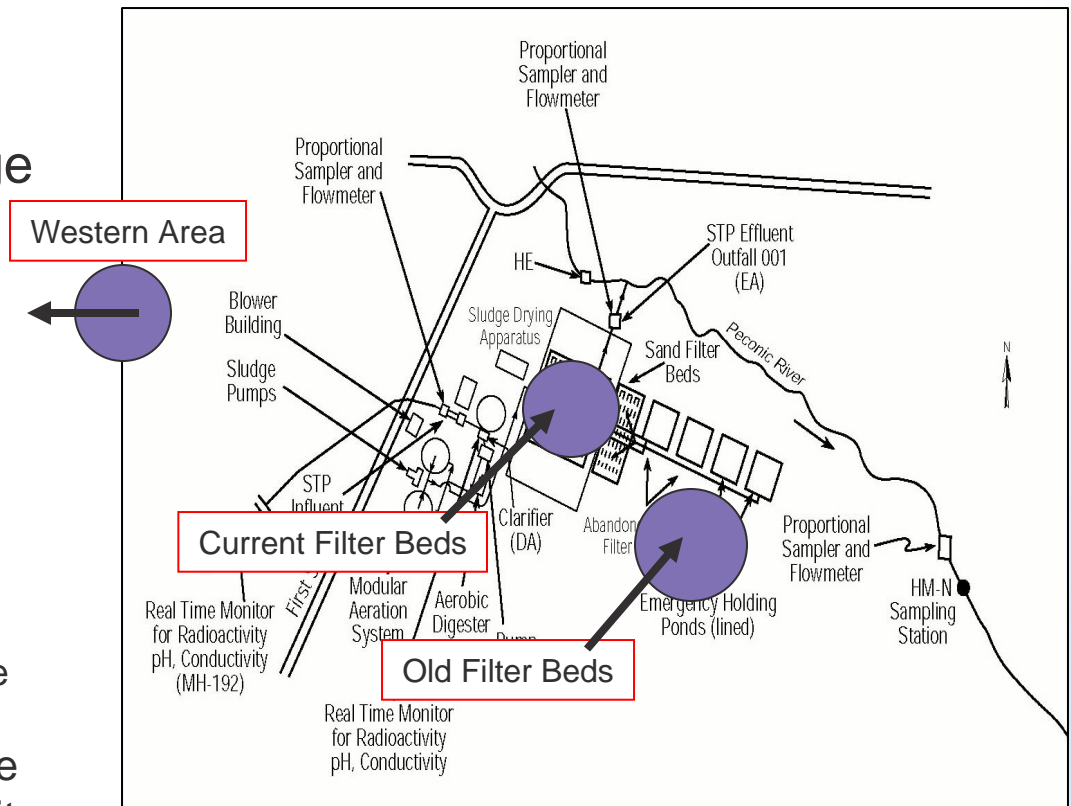 Proportional
Sampler and
Flowmeter
Proportional
Sampler and
Flowmeter
Western Area
HE
STP Effluent
Outfall 001
(EA)
Blower
Building
Sludge Drying
Apparatus
Sand Filter
Beds
Peconic River
N
Sludge
Pumps
STP
Influent
Clarifier
(DA)
Current Filter Beds
Filter
Proportional
Sampler and
Flowmeter
First
Modular
Aeration
System
Aerobic
Digester
Emergency Holding
Ponds (lined)
HM-N
Sampling
Station
Real Time Monitor
for Radioactivity
pH, Conductivity
(MH-192)
Old Filter Beds
Real Time Monitor
for Radioactivity
pH, Conductivity